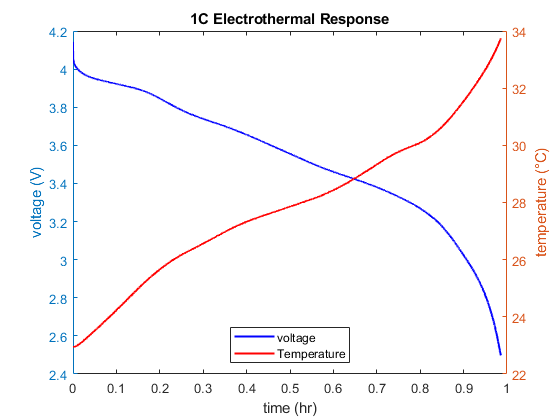 1C Electrothermal Response
4.2
4
3.8
3.6
3.4
3.2
3
2.8
2.6
2.4
voltage (V)
34
32
30
28
26
24
22
temperature (°C)
voltage
Temperature
0 0.1 0.2 0.3 0.4 0.5 0.6 0.7 0.8 0.9 1
time (hr)